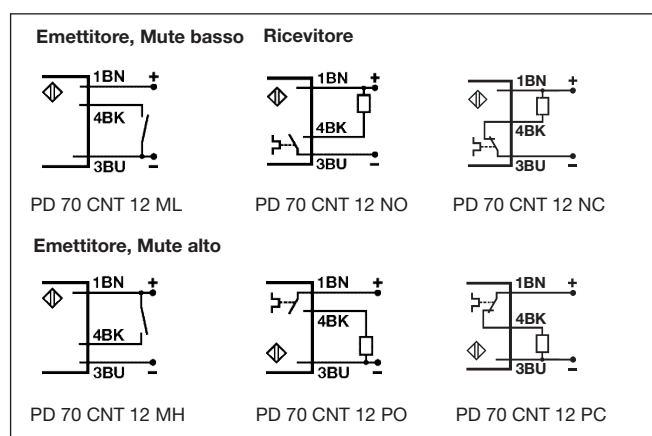 Emettitore, Mute basso Ricevitore
1BN + 1BN + 1BN +
4BK 4BK 4BK
3BU - 3BU - 3BU -
PD 70 CNT 12 ML PD 70 CNT 12 NO PD 70 CNT 12 NC
Emettitore, Mute alto
1BN + 1BN + 1BN +
4BK 4BK 4BK
3BU - 3BU - 3BU -
PD 70 CNT 12 MH PD 70 CNT 12 PO PD 70 CNT 12 PC